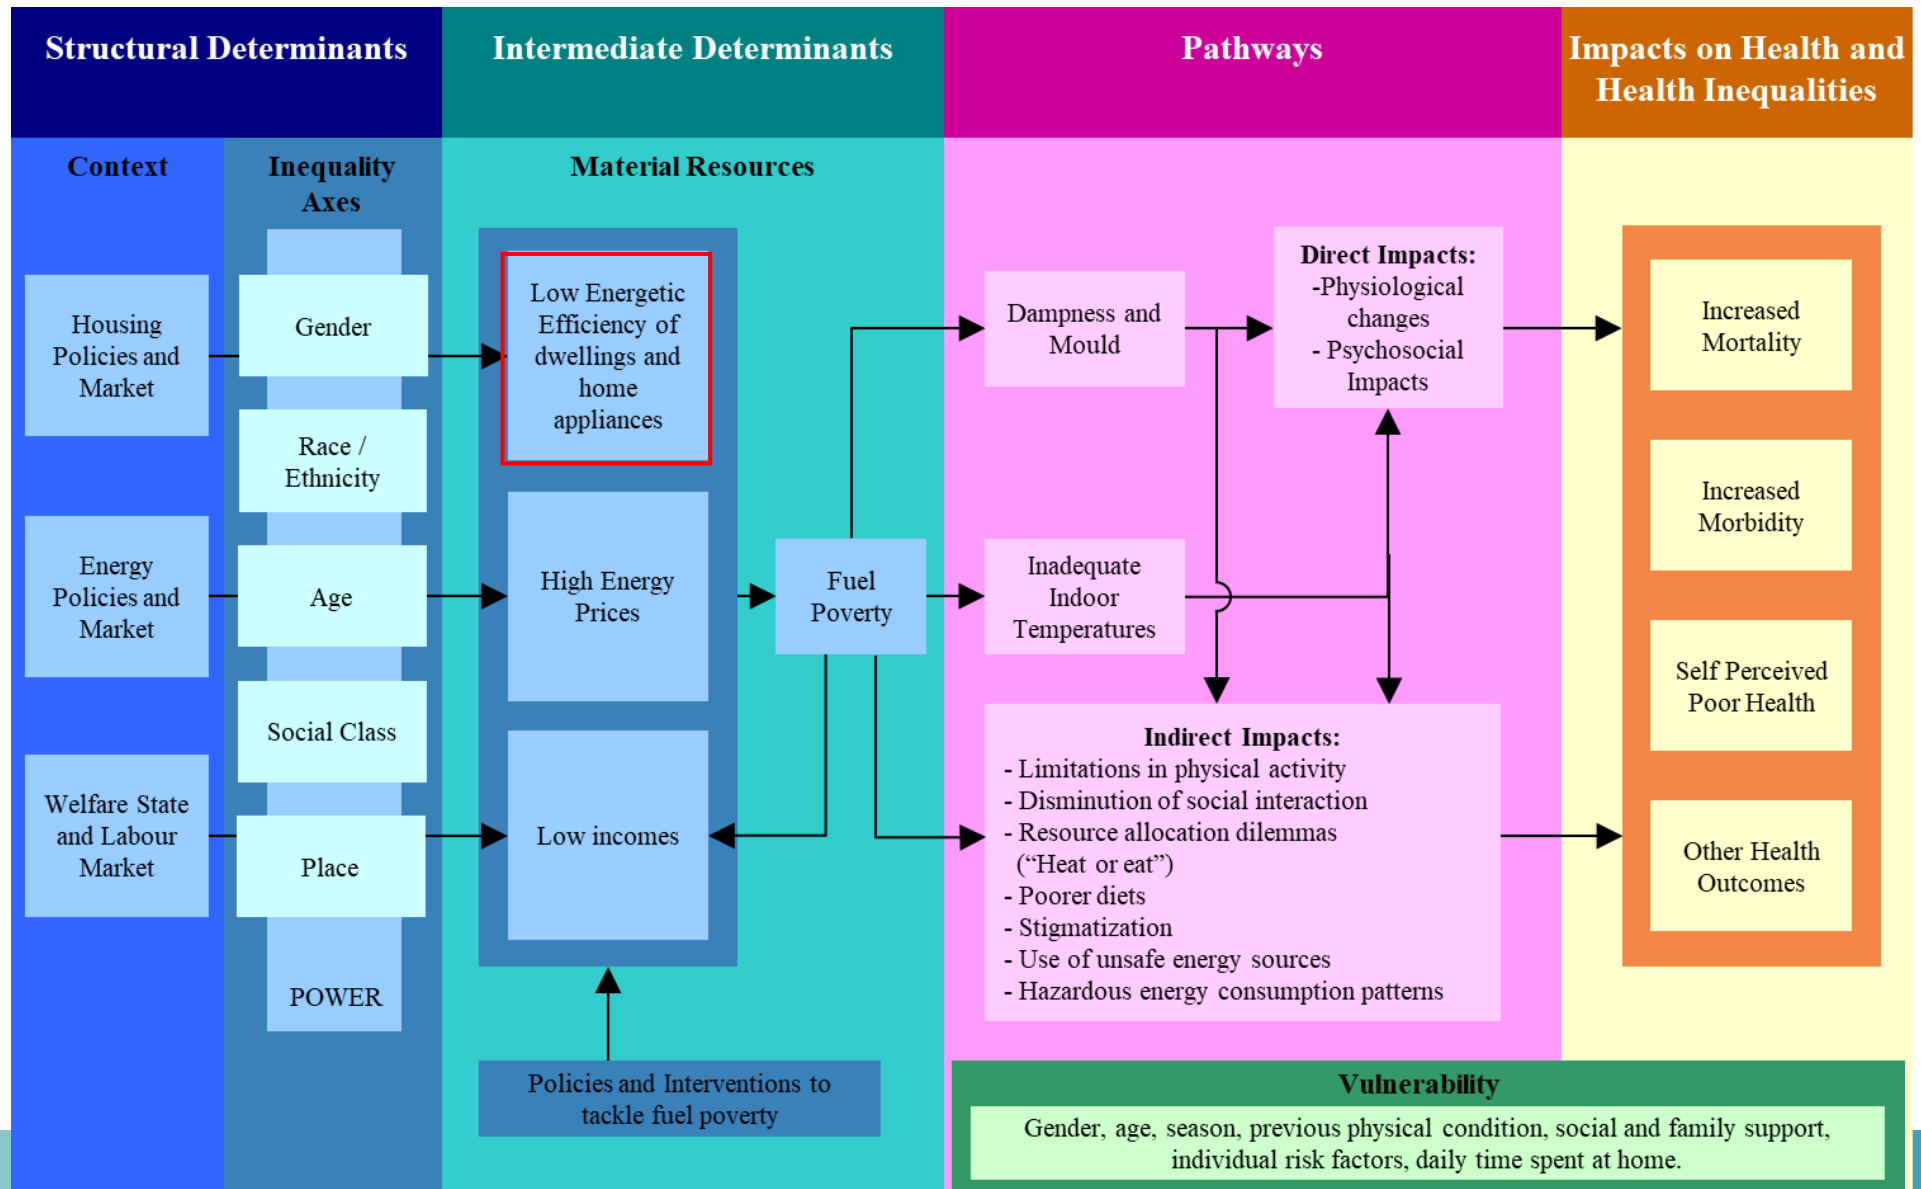 Structural Determinants
Intermediate Determinants
Pathways
Impacts on Health and
Health Inequalities
Context
Inequality
Axes
Material Resources
Housing
Policies and
Market
Energy
Policies and
Market
Welfare State
and Labour
Market
Gender
Race /
Ethnicity
Age
Social Class
Place
POWER
Low Energetic
Efficiency of
dwellings and
home
appliances
High Energy
Prices
Low incomes
Fuel
Poverty
Policies and Interventions to
tackle fuel poverty
Dampness and
Mould
Inadequate
Indoor
Temperatures
Direct Impacts:
-Physiological
changes
- Psychosocial
Impacts
Indirect Impacts:
- Limitations in physical activity
- Disminution of social interaction
- Resource allocation dilemmas
(“Heat or eat”)
- Poorer diets
- Stigmatization
- Use of unsafe energy sources
- Hazardous energy consumption patterns
Increased
Mortality
Increased
Morbidity
Self Perceived
Poor Health
Other Health
Outcomes
Vulnerability
Gender, age, season, previous physical condition, social and family support,
individual risk factors, daily time spent at home.